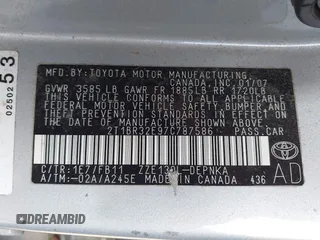 MFD.BY:TOYOTA MOTOR MANUFACTURING
CANADA INC. 01/07
GVWR 3585LB GAWR FR 1885LB RR 1720LB
THIS VEHICLE CONFORMS TO ALL APPLICABLE
FEDERAL MOTOR VEHICLE SAFETY, BUMPER,
AND THEFT PREVENTION STANDARDS IN EFFECT ON
THE DATE OF MANUFACTURE SHOWN ABOVE.
2T1BR32E97C787586 PASS.CAR
C/TR:1E7/FB11 ZZE130L-DEPNKA
A/TM:-02A/A245E MADE IN CANADA 436
AD
02502
53
DREAMBID